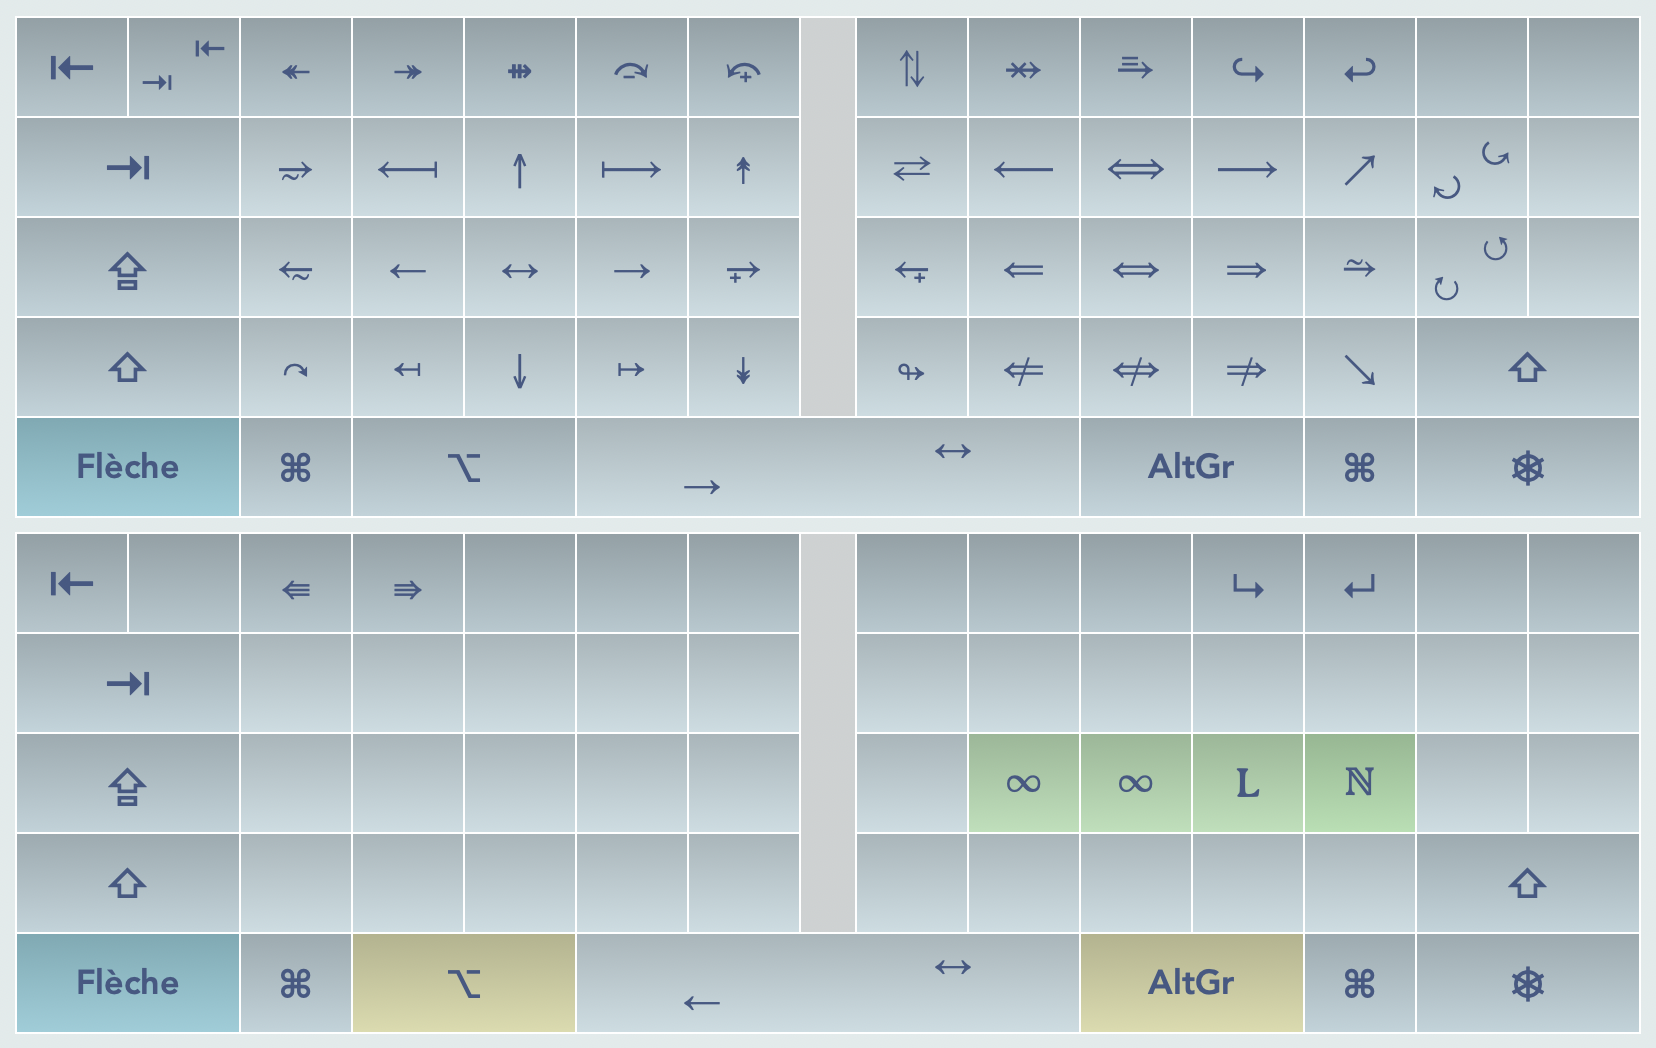 ⇤ ⇥ ⇤ ↞ ↠ ⇻ ⤼ ⤽ ⇅ ⥇ ⥱ ↪ ↩
⇥ ⥴ ⟻ ↑ ⟼ ↟ ⇄ ⟵ ⟺ ⟶ ↗
⥳ ← ↔ → ⥅ ⥆ ⇐ ⇔ ⇒ ⥲
⇧ ↷ ↤ ↓ ↦ ↡ ⇍ ⇎ ⇏ ↘ ⇧
Flèche ⌘ ⌥ → ↔ AltGr ⌘
⇤ ⇚ ⇛ ↳ ↵
⇥
∞ ∞ L ℕ
⇧ ⇧
Flèche ⌘ ⌥ ← ↔ AltGr ⌘